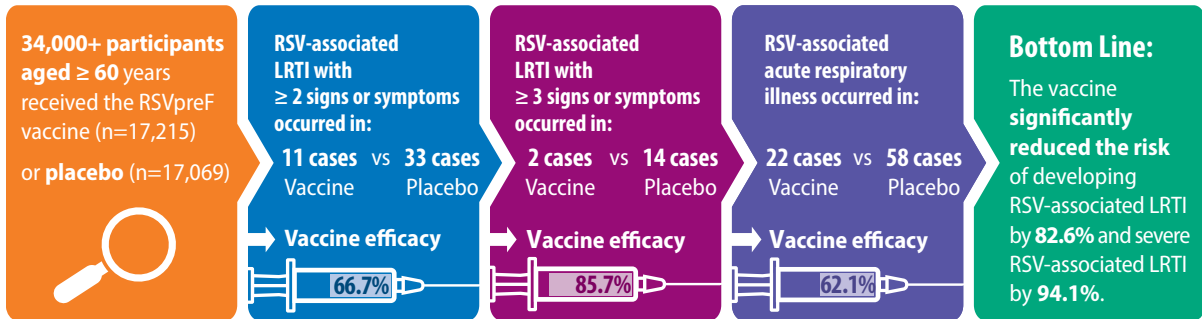 34,000+ participants
aged ≥ 60 years
received the RSVpreF
vaccine (n=17,215)
or placebo (n=17,069)
RSV-associated
LRTI with
≥ 2 signs or symptoms
occurred in:
11 cases vs 33 cases
Vaccine Placebo
Vaccine efficacy
66.7%
RSV-associated
LRTI with
≥ 3 signs or symptoms
occurred in:
2 cases vs 14 cases
Vaccine Placebo
Vaccine efficacy
85.7%
RSV-associated
acute respiratory
illness occurred in:
22 cases vs 58 cases
Vaccine Placebo
Vaccine efficacy
62.1%
Bottom Line:
The vaccine
significantly
reduced the risk
of developing
RSV-associated LRTI
by 82.6% and severe
RSV-associated LRTI
by 94.1%.